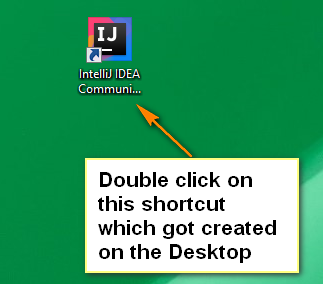 IJ
IntelliJ IDEA
Communi...
Double click on
this shortcut
which got created
on the Desktop